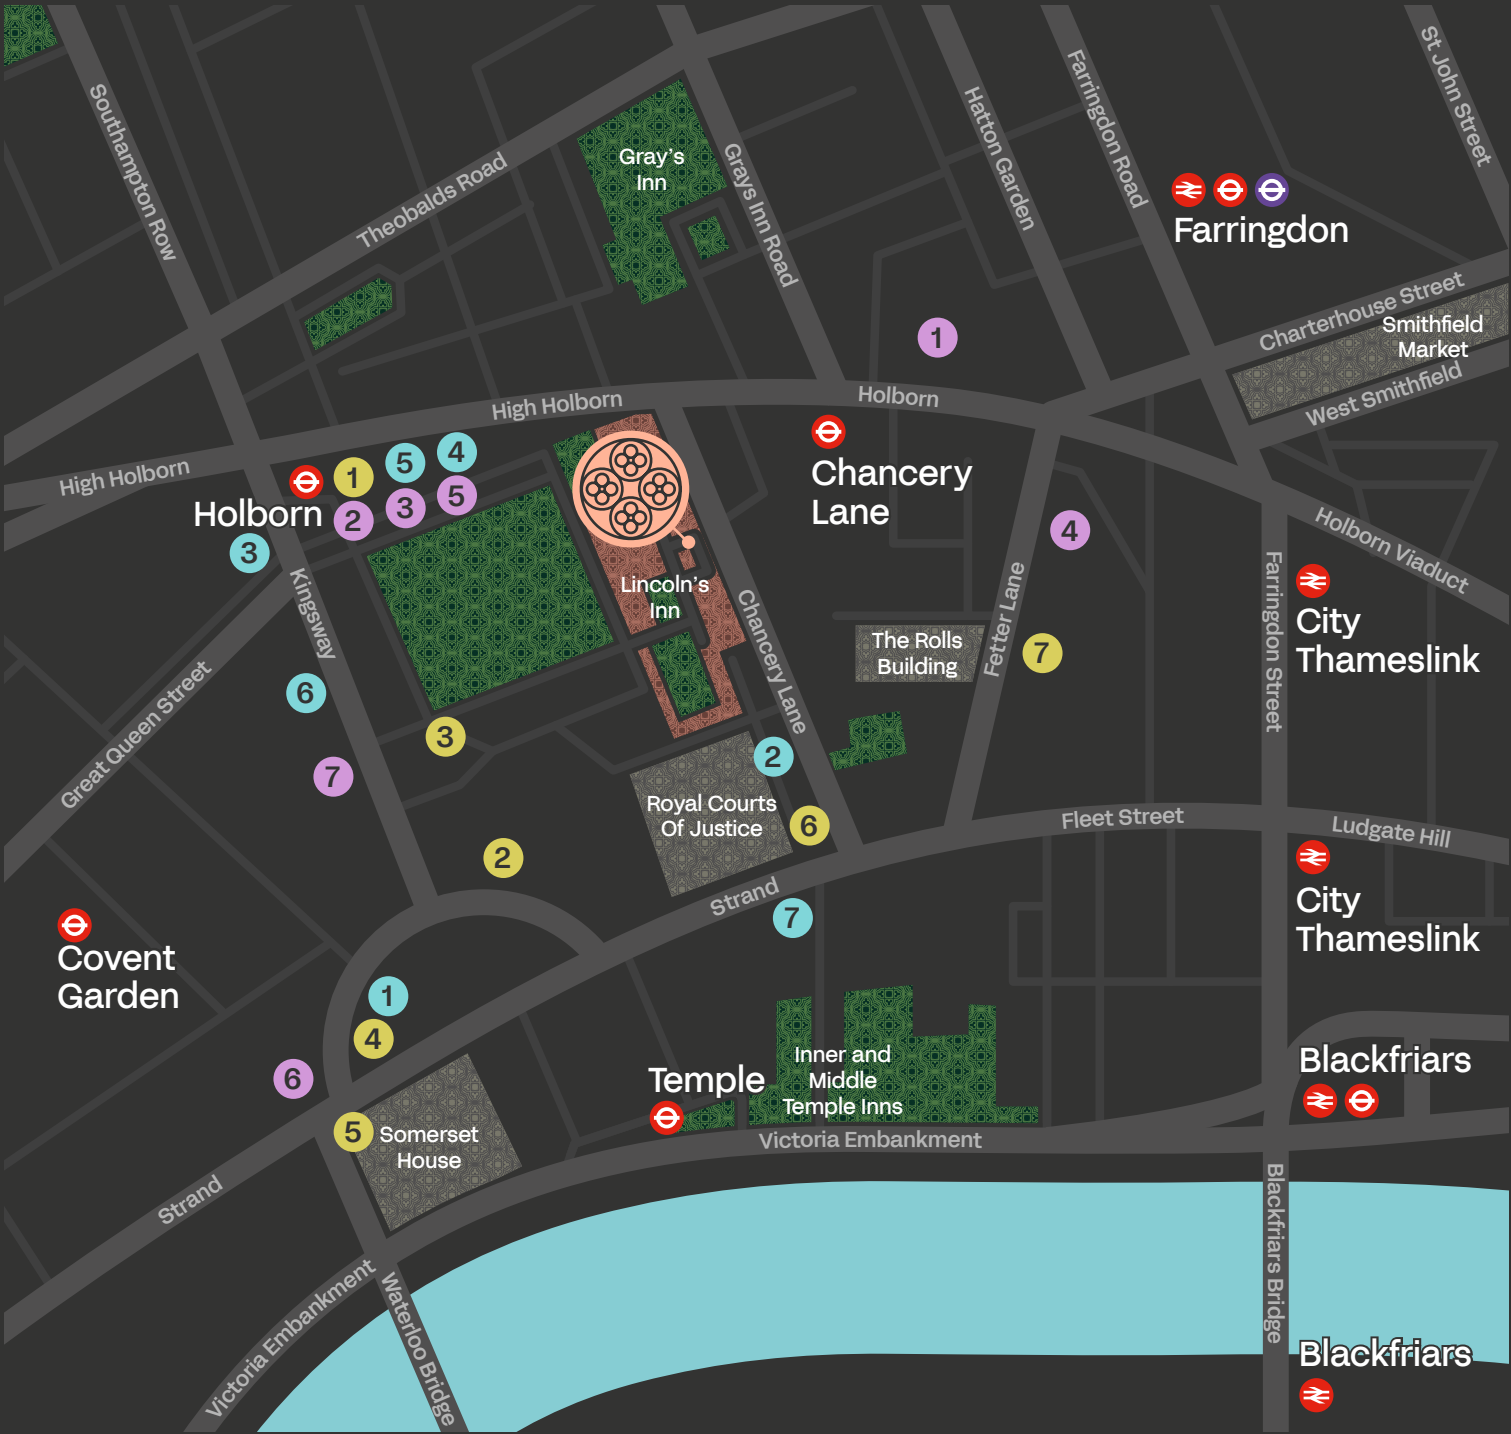 Southampton Row
Theobalds Road
Gray's
Inn
Grays Inn Road
Hatton Garden
Farringdon Road
St John Street
Farringdon
Charterhouse Street
Smithfield
Market
West Smithfield
1
High Holborn
Holborn
High Holborn
1
5
4
Holborn
2
3
5
3
Chancery
Lane
4
Holborn Viaduct
Kingsway
Lincoln's
Inn
Chancery Lane
Fetter Lane
Farringdon Street
City
Thameslink
The Rolls
Building
7
6
Great Queen Street
3
7
2
Royal Courts
Of Justice
6
Fleet Street
Ludgate Hill
2
Strand
7
City
Thameslink
Covent
Garden
1
4
6
5
Somerset
House
Temple
Inner and
Middle
Temple Inns
Blackfriars
Victoria Embankment
Strand
Victoria Embankment
Waterloo Bridge
Blackfriars Bridge
Blackfriars